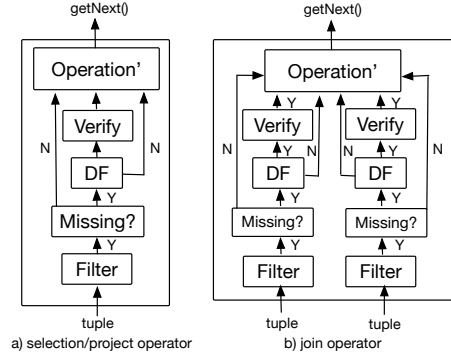 getNext()
Operation'
Verify
N
N
DF
Y
Missing?
Y
Filter
tuple
a) selection/project operator
getNext()
Operation'
Y
Y
Verify
Verify
N
Y
N
N
Y
N
DF
DF
Y
Y
Missing?
Missing?
Y
Y
Filter
Filter
tuple
tuple
b) join operator